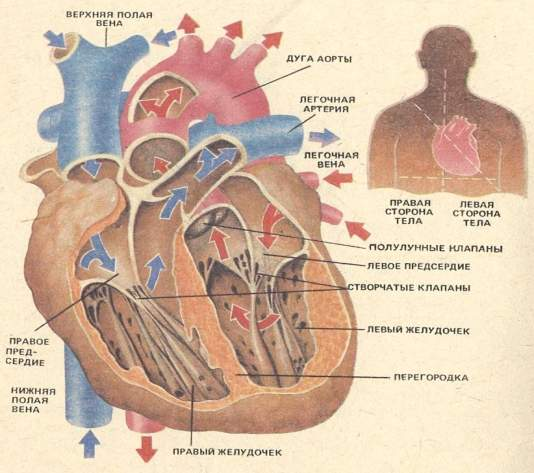 ВЕРХНЯЯ ПОЛАЯ
ВЕНА
ДУГА АОРТЫ
ЛЕГОЧНАЯ
АРТЕРИЯ
ЛЕГОЧНАЯ
ВЕНА
ПРАВАЯ
СТОРОНА
ТЕЛА
ЛЕВАЯ
СТОРОНА
ТЕЛА
ПОЛУЛУННЫЕ КЛАПАНЫ
ЛЕВОЕ ПРЕДСЕРДИЕ
СТВОРЧАТЫЕ КЛАПАНЫ
ЛЕВЫЙ ЖЕЛУДОЧЕК
ПЕРЕГОРОДКА
ПРАВОЕ
ПРЕД-
СЕРДИЕ
НИЖНЯЯ
ПОЛАЯ
ВЕНА
ПРАВЫЙ ЖЕЛУДОЧЕК